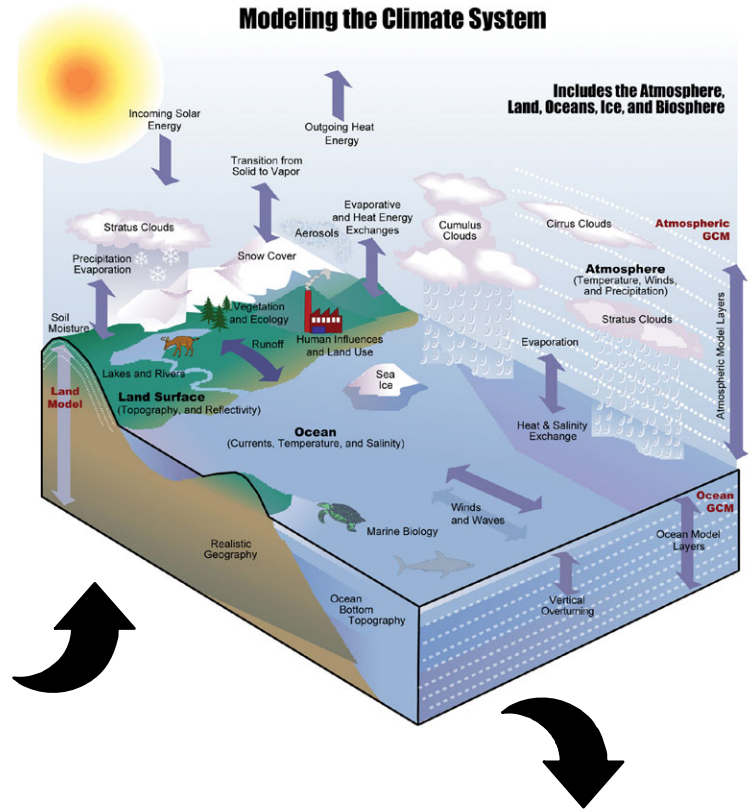 Modeling the Climate System
Includes the Atmosphere,
Land, Oceans, Ice, and Biosphere
Incoming Solar
Energy
Outgoing Heat
Energy
Transition from
Solid to Vapor
Evaporative
and Heat Energy
Exchanges
Stratus Clouds
Aerosols
Cumulus
Clouds
Cirrus Clouds
Atmospheric
GCM
Precipitation
Evaporation
Snow Cover
Atmosphere
(Temperature, Winds,
and Precipitation)
Stratus Clouds
Atmospheric Model Layers
Soil
Moisture
Vegetation
and Ecology
Human Influences
and Land Use
Runoff
Evaporation
Lakes and Rivers
Land
Model
Land Surface
(Topography, and Reflectivity)
Sea
Ice
Ocean
(Currents, Temperature, and Salinity)
Heat & Salinity
Exchange
Ocean
GCM
Winds
and Waves
Marine Biology
Ocean Model
Layers
Realistic
Geography
Ocean
Bottom
Topography
Vertical
Overturning